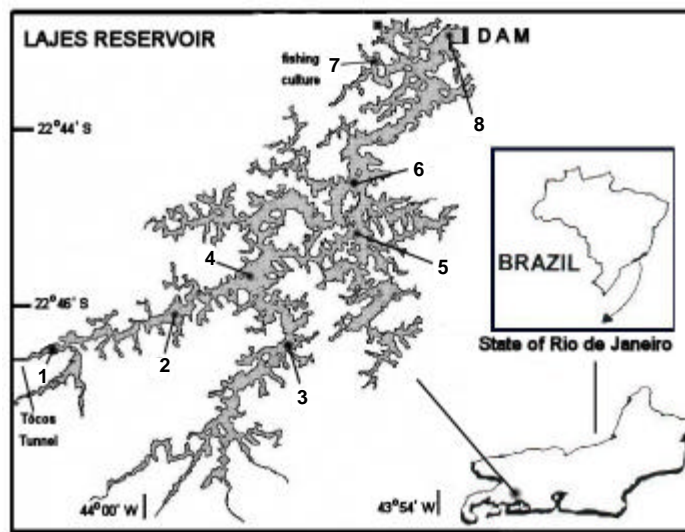 LAJES RESERVOIR
DAM
7
fishing
culture
8
22°44' S
6
4
5
BRAZIL
22°46' S
State of Rio de Janeiro
1
2
3
Tócos
Tunnel
44°00' W
43°54' W